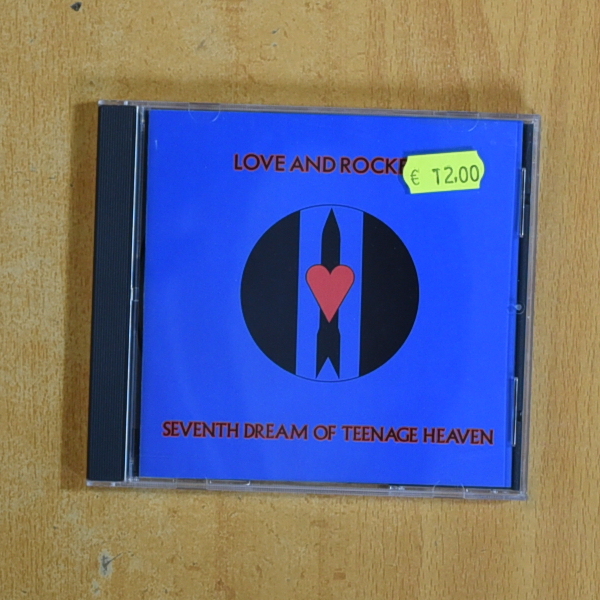 LOVE AND ROCKE
€ 12.00
SEVENTH DREAM OF TEENAGE HEAVEN